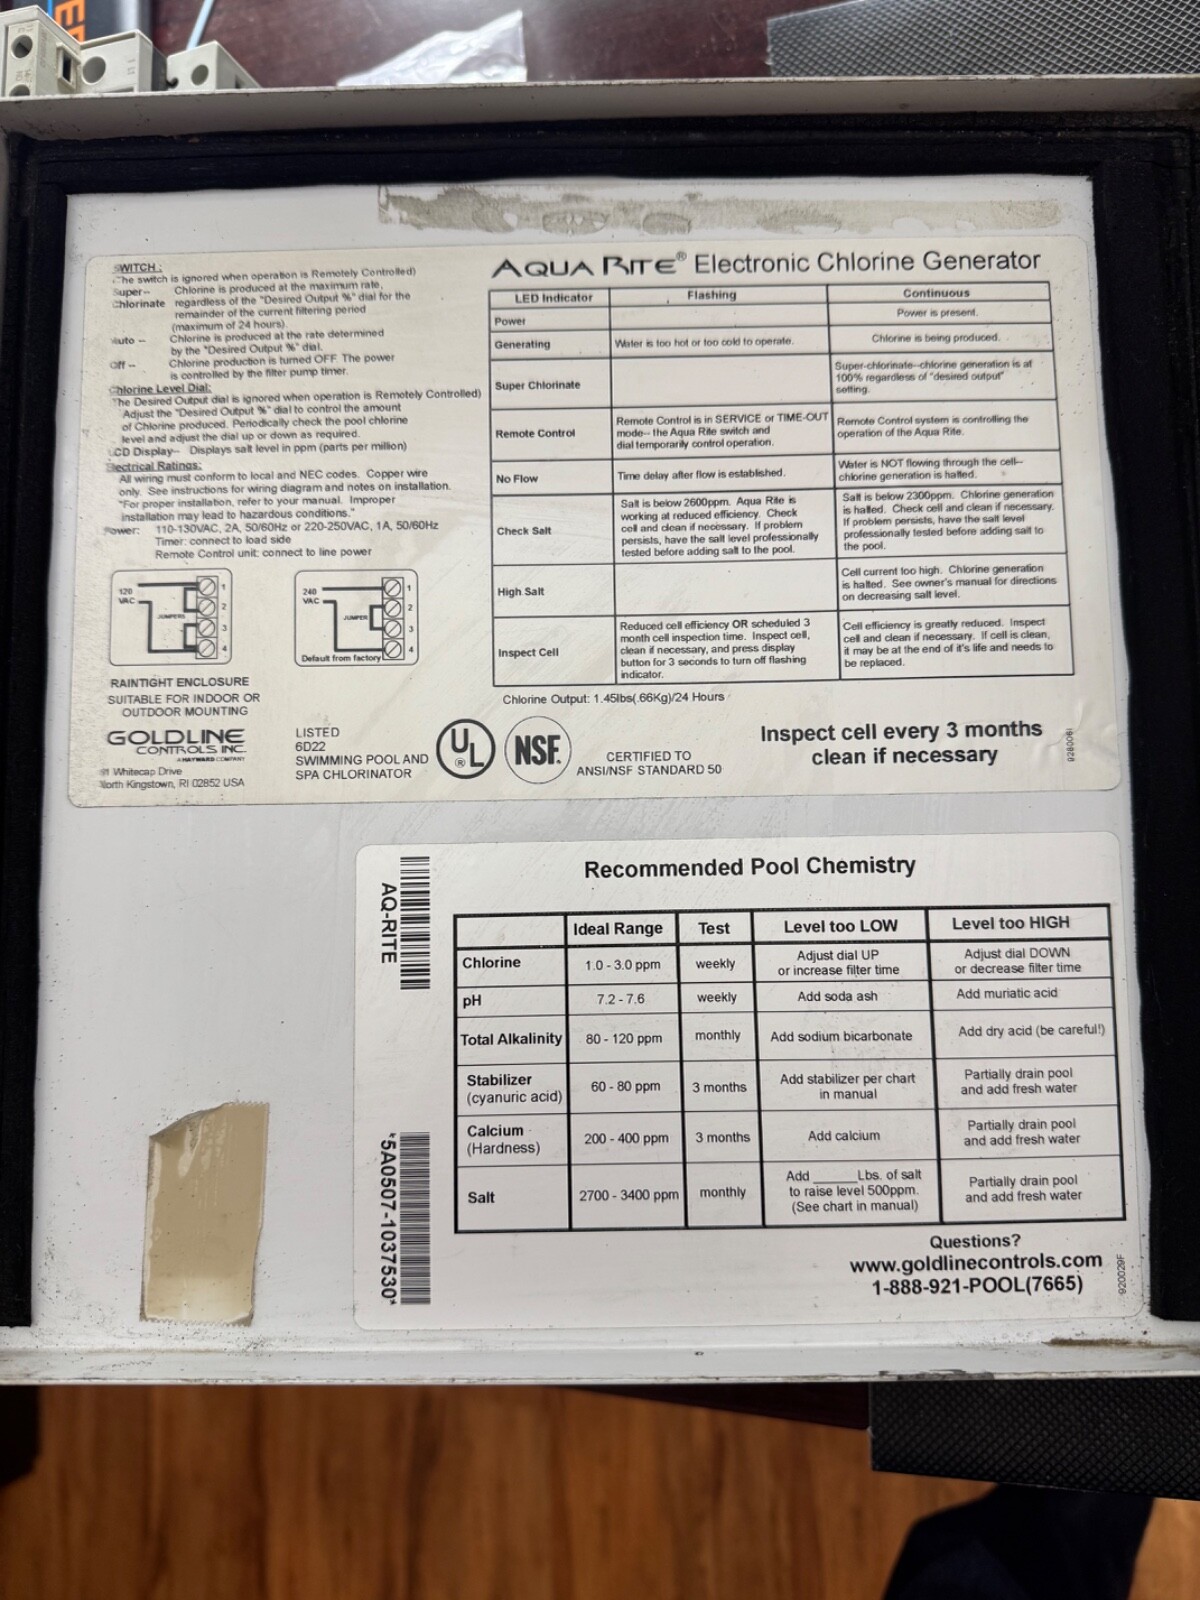 SWITCH:
(The switch is ignored when operation is Remotely Controlled)
Super-- Chlorine is produced at the maximum rate,
Chlorinate regardless of the "Desired Output %" dial for the
remainder of the current filtering period
(maximum of 24 hours).
Auto -- Chlorine is produced at the rate determined
by the "Desired Output %" dial.
Off -- Chlorine production is turned OFF. The power
is controlled by the filter pump timer.
Chlorine Level Dial:
The Desired Output dial is ignored when operation is Remotely Controlled)
Adjust the "Desired Output %" dial to control the amount
of Chlorine produced. Periodically check the pool chlorine
level and adjust the dial up or down as required.
LCD Display-- Displays salt level in ppm (parts per million)
Electrical Ratings:
All wiring must conform to local and NEC codes. Copper wire
only. See instructions for wiring diagram and notes on installation.
"For proper installation, refer to your manual. Improper
installation may lead to hazardous conditions."
Power: 110-130VAC, 2A, 50/60Hz or 220-250VAC, 1A, 50/60Hz
Timer: connect to load side
Remote Control unit: connect to line power
120
VAC
JUMPERS
1
2
3
4
240
VAC
JUMPER
1
2
3
4
Default from factory
RAINTIGHT ENCLOSURE
SUITABLE FOR INDOOR OR
OUTDOOR MOUNTING
GOLDLINE
CONTROLS, INC.
A HAYWARD COMPANY
Whitecap Drive
North Kingstown, RI 02852 USA
LISTED
6D22
SWIMMING POOL AND
SPA CHLORINATOR
UL
®
NSF.
CERTIFIED TO
ANSI/NSF STANDARD 50
AQUA RITE® Electronic Chlorine Generator
LED Indicator Flashing Continuous
Power Power is present.
Generating Water is too hot or too cold to operate. Chlorine is being produced.
Super Chlorinate Super-chlorinate--chlorine generation is at
100% regardless of "desired output"
setting.
Remote Control Remote Control is in SERVICE or TIME-OUT
mode-- the Aqua Rite switch and
dial temporarily control operation.
Remote Control system is controlling the
operation of the Aqua Rite.
No Flow Time delay after flow is established.
Water is NOT flowing through the cell--
chlorine generation is halted.
Check Salt Salt is below 2600ppm. Aqua Rite is
working at reduced efficiency. Check
cell and clean if necessary. If problem
persists, have the salt level professionally
tested before adding salt to the pool.
Salt is below 2300ppm. Chlorine generation
is halted. Check cell and clean if necessary.
If problem persists, have the salt level
professionally tested before adding salt to
the pool.
High Salt Cell current too high. Chlorine generation
is halted. See owner's manual for directions
on decreasing salt level.
Inspect Cell Reduced cell efficiency OR scheduled 3
month cell inspection time. Inspect cell,
clean if necessary, and press display
button for 3 seconds to turn off flashing
indicator.
Cell efficiency is greatly reduced. Inspect
cell and clean if necessary. If cell is clean,
it may be at the end of it's life and needs to
be replaced.
Chlorine Output: 1.45lbs(.66Kg)/24 Hours
Inspect cell every 3 months
clean if necessary
AQ-RITE
*5A0507-1037530*
Recommended Pool Chemistry
Ideal Range Test Level too LOW Level too HIGH
Chlorine 1.0 - 3.0 ppm weekly Adjust dial UP
or increase filter time
Adjust dial DOWN
or decrease filter time
pH 7.2 - 7.6 weekly Add soda ash Add muriatic acid
Total Alkalinity 80 - 120 ppm monthly Add sodium bicarbonate Add dry acid (be careful!)
Stabilizer
(cyanuric acid) 60 - 80 ppm 3 months Add stabilizer per chart
in manual
Partially drain pool
and add fresh water
Calcium
(Hardness) 200 - 400 ppm 3 months Add calcium Partially drain pool
and add fresh water
Salt 2700 - 3400 ppm monthly Add ______Lbs. of salt
to raise level 500ppm.
(See chart in manual)
Partially drain pool
and add fresh water
Questions?
www.goldlinecontrols.com
1-888-921-POOL(7665)
920029F